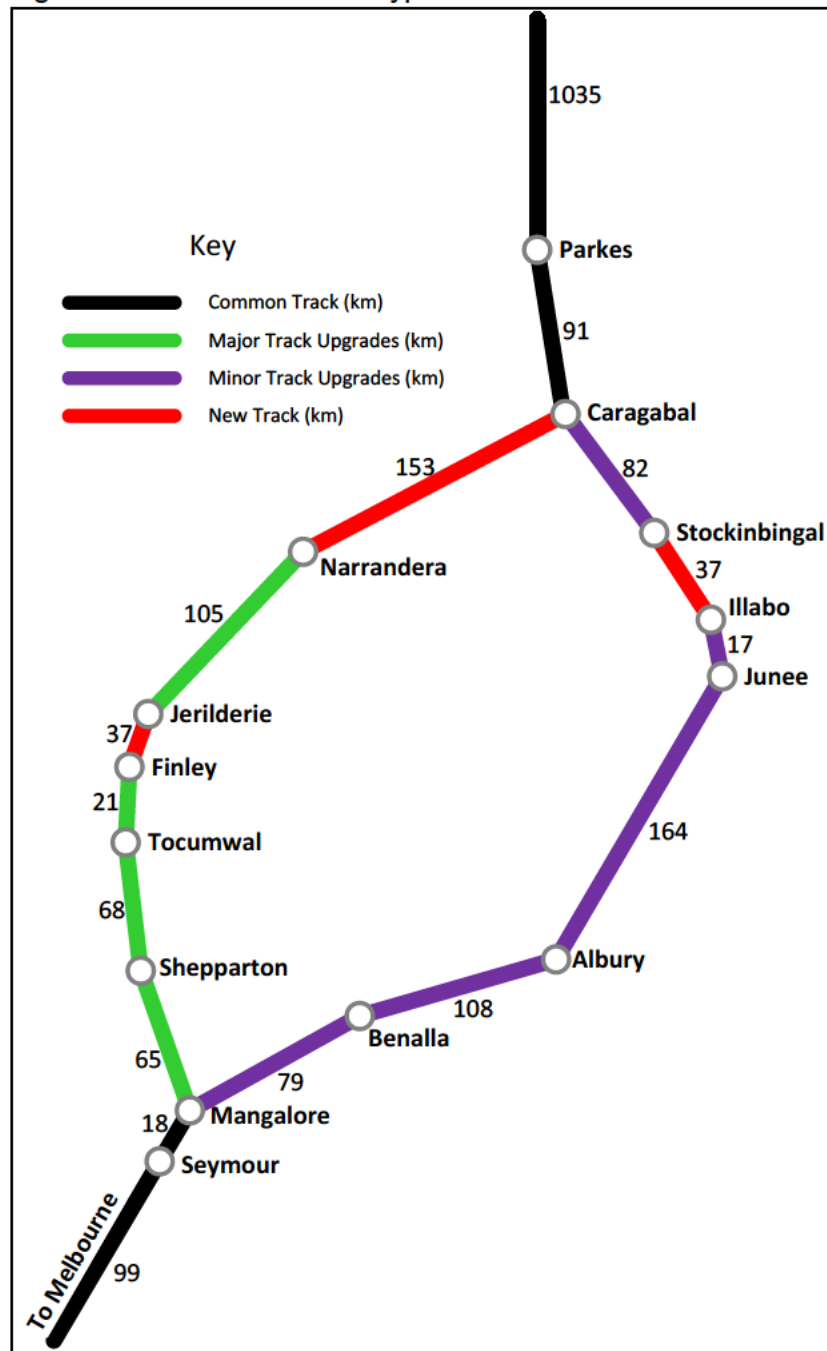 1035
Parkes
Key
Common Track (km)
91
Major Track Upgrades (km)
Minor Track Upgrades (km)
Caragabal
New Track (km)
153
82
Stockinbingal
Narrandera
37
Illabo
105
17
Junee
Jerilderie
37
Finley
21
Tocumwal
164
68
Shepparton
Albury
108
Benalla
65
79
Mangalore
18
Seymour
To Melbourne
99